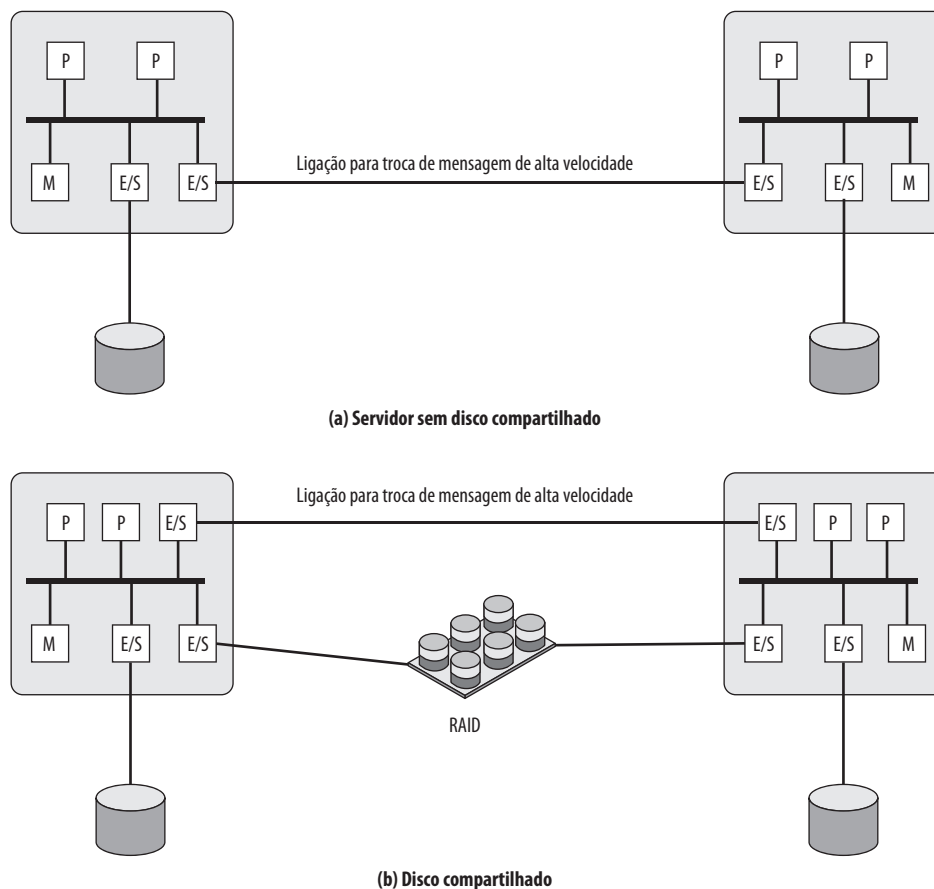 P P P P
Ligação para troca de mensagem de alta velocidade
M E/S E/S E/S E/S M
(a) Servidor sem disco compartilhado
Ligação para troca de mensagem de alta velocidade
P P E/S E/S P P
M E/S E/S E/S E/S M
RAID
(b) Disco compartilhado